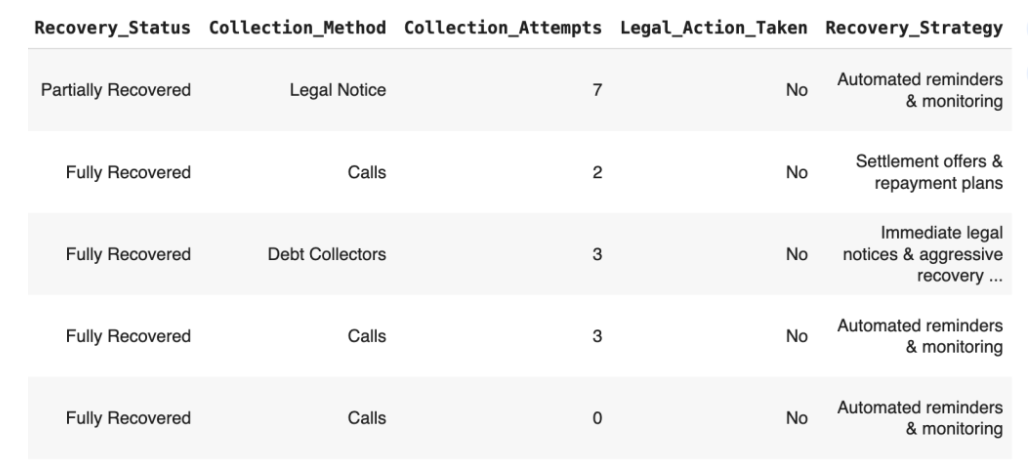 Recovery_Status Collection_Method Collection_Attempts Legal_Action_Taken Recovery_Strategy
Partially Recovered Legal Notice 7 No Automated reminders
& monitoring
Fully Recovered Calls 2 No Settlement offers &
repayment plans
Fully Recovered Debt Collectors 3 No Immediate legal
notices & aggressive
recovery ...
Fully Recovered Calls 3 No Automated reminders
& monitoring
Fully Recovered Calls 0 No Automated reminders
& monitoring